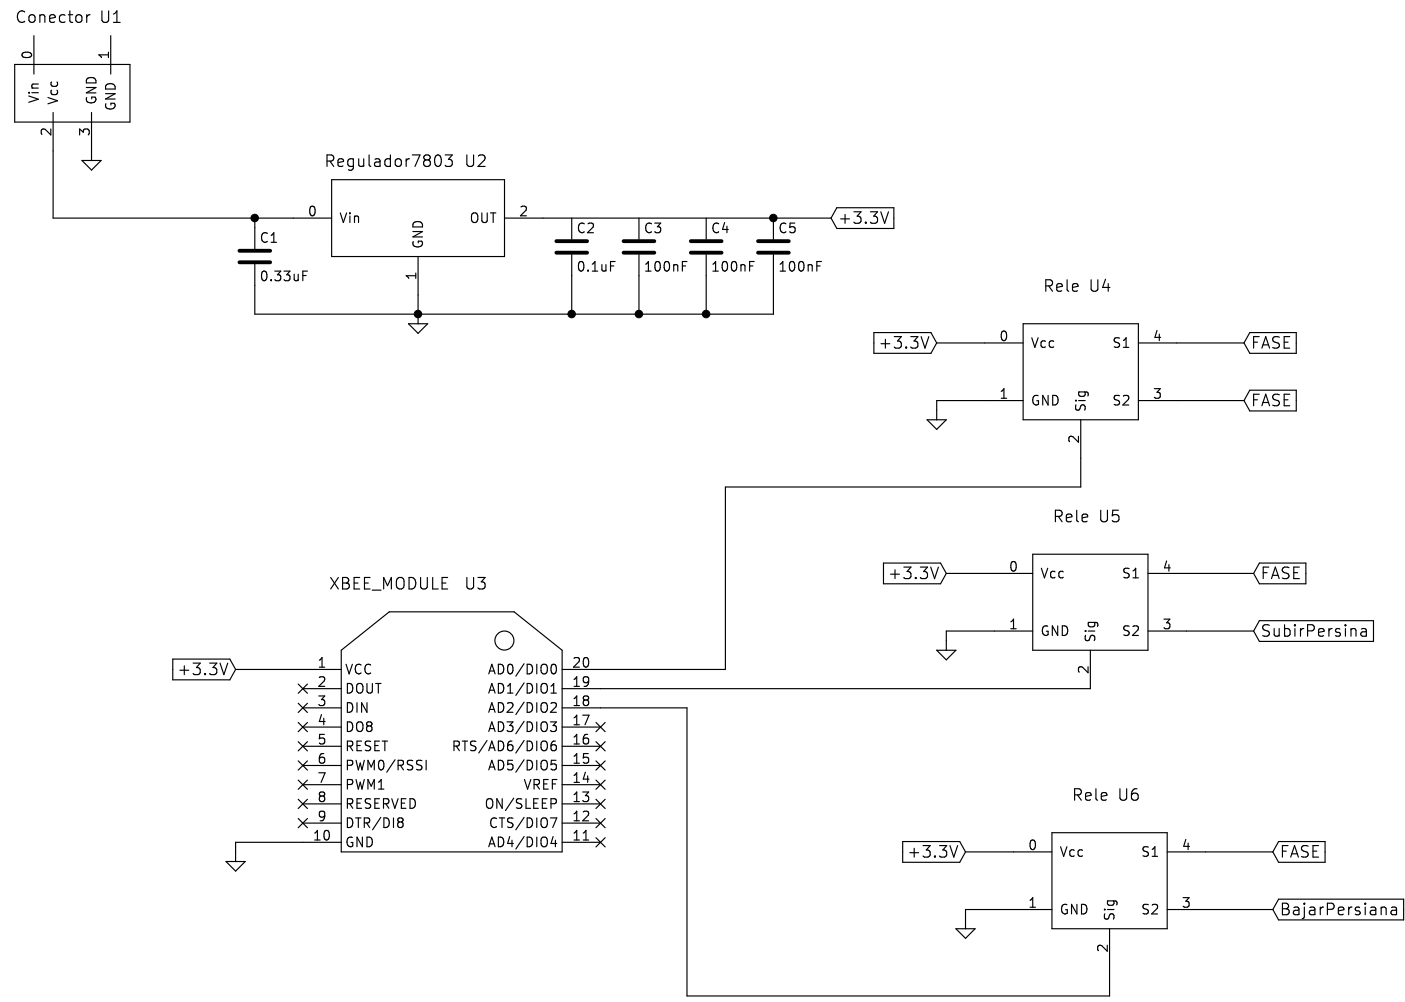 Conector U1
0
1
Vin
Vcc
GND
GND
2
3
Regulador7803 U2
0
Vin
GND
OUT
2
1
+3.3V
C1
0.33uF
C2
0.1uF
C3
100nF
C4
100nF
C5
100nF
Rele U4
+3.3V
0
Vcc
S1
4
FASE
1
GND
Sig
S2
3
FASE
2
Rele U5
+3.3V
0
Vcc
S1
4
FASE
1
GND
Sig
S2
3
SubirPersina
2
XBEE_MODULE U3
+3.3V
1 VCC AD0/DIO0 20
2 DOUT AD1/DIO1 19
3 DIN AD2/DIO2 18
4 DO8 AD3/DIO3 17
5 RESET RTS/AD6/DIO6 16
6 PWM0/RSSI AD5/DIO5 15
7 PWM1 VREF 14
8 RESERVED ON/SLEEP 13
9 DTR/DI8 CTS/DIO7 12
10 GND AD4/DIO4 11
Rele U6
+3.3V
0
Vcc
S1
4
FASE
1
GND
Sig
S2
3
BajarPersiana
2